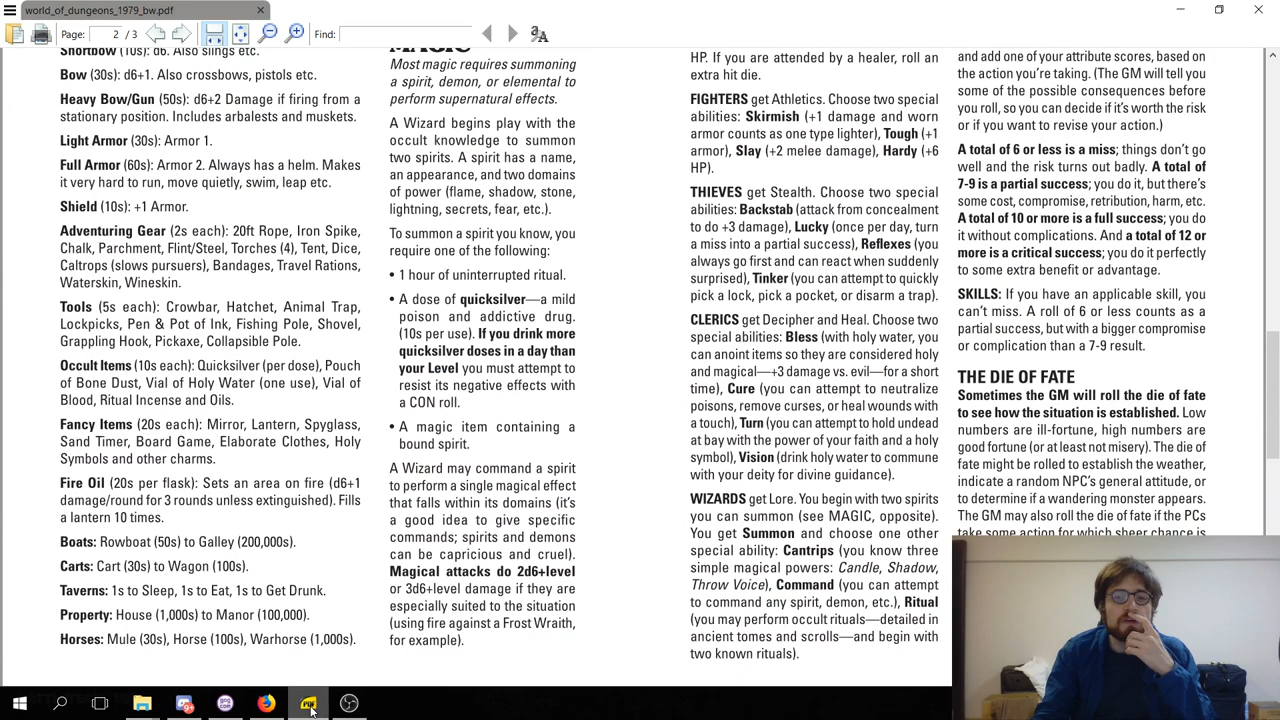 world_of_dungeons_1979_bw.pdf
Page: 2 / 3 Find:
Shortbow (10s): d6. Also slings etc.
Bow (30s): d6+1. Also crossbows, pistols etc.
Heavy Bow/Gun (50s): d6+2 Damage if firing from a
stationary position. Includes arbalests and muskets.
Light Armor (30s): Armor 1.
Full Armor (60s): Armor 2. Always has a helm. Makes
it very hard to run, move quietly, swim, leap etc.
Shield (10s): +1 Armor.
Adventuring Gear (2s each): 20ft Rope, Iron Spike,
Chalk, Parchment, Flint/Steel, Torches (4), Tent, Dice,
Caltrops (slows pursuers), Bandages, Travel Rations,
Waterskin, Wineskin.
Tools (5s each): Crowbar, Hatchet, Animal Trap,
Lockpicks, Pen & Pot of Ink, Fishing Pole, Shovel,
Grappling Hook, Pickaxe, Collapsible Pole.
Occult Items (10s each): Quicksilver (per dose), Pouch
of Bone Dust, Vial of Holy Water (one use), Vial of
Blood, Ritual Incense and Oils.
Fancy Items (20s each): Mirror, Lantern, Spyglass,
Sand Timer, Board Game, Elaborate Clothes, Holy
Symbols and other charms.
Fire Oil (20s per flask): Sets an area on fire (d6+1
damage/round for 3 rounds unless extinguished). Fills
a lantern 10 times.
Boats: Rowboat (50s) to Galley (200,000s).
Carts: Cart (30s) to Wagon (100s).
Taverns: 1s to Sleep, 1s to Eat, 1s to Get Drunk.
Property: House (1,000s) to Manor (100,000).
Horses: Mule (30s), Horse (100s), Warhorse (1,000s).
MAGIC
Most magic requires summoning
a spirit, demon, or elemental to
perform supernatural effects.
A Wizard begins play with the
occult knowledge to summon
two spirits. A spirit has a name,
an appearance, and two domains
of power (flame, shadow, stone,
lightning, secrets, fear, etc.).
To summon a spirit you know, you
require one of the following:
• 1 hour of uninterrupted ritual.
• A dose of quicksilver—a mild
poison and addictive drug.
(10s per use). If you drink more
quicksilver doses in a day than
your Level you must attempt to
resist its negative effects with
a CON roll.
• A magic item containing a
bound spirit.
A Wizard may command a spirit
to perform a single magical effect
that falls within its domains (it's
a good idea to give specific
commands; spirits and demons
can be capricious and cruel).
Magical attacks do 2d6+level
or 3d6+level damage if they are
especially suited to the situation
(using fire against a Frost Wraith,
for example).
HP. If you are attended by a healer, roll an
extra hit die.
FIGHTERS get Athletics. Choose two special
abilities: Skirmish (+1 damage and worn
armor counts as one type lighter), Tough (+1
armor), Slay (+2 melee damage), Hardy (+6
HP).
THIEVES get Stealth. Choose two special
abilities: Backstab (attack from concealment
to do +3 damage), Lucky (once per day, turn
a miss into a partial success), Reflexes (you
always go first and can react when suddenly
surprised), Tinker (you can attempt to quickly
pick a lock, pick a pocket, or disarm a trap).
CLERICS get Decipher and Heal. Choose two
special abilities: Bless (with holy water, you
can anoint items so they are considered holy
and magical—+3 damage vs. evil—for a short
time), Cure (you can attempt to neutralize
poisons, remove curses, or heal wounds with
a touch), Turn (you can attempt to hold undead
at bay with the power of your faith and a holy
symbol), Vision (drink holy water to commune
with your deity for divine guidance).
WIZARDS get Lore. You begin with two spirits
you can summon (see MAGIC, opposite).
You get Summon and choose one other
special ability: Cantrips (you know three
simple magical powers: Candle, Shadow,
Throw Voice), Command (you can attempt
to command any spirit, demon, etc.), Ritual
(you may perform occult rituals—detailed in
ancient tomes and scrolls—and begin with
two known rituals).
and add one of your attribute scores, based on
the action you're taking. (The GM will tell you
some of the possible consequences before
you roll, so you can decide if it's worth the risk
or if you want to revise your action.)
A total of 6 or less is a miss; things don't go
well and the risk turns out badly. A total of
7-9 is a partial success; you do it, but there's
some cost, compromise, retribution, harm, etc.
A total of 10 or more is a full success; you do
it without complications. And a total of 12 or
more is a critical success; you do it perfectly
to some extra benefit or advantage.
SKILLS: If you have an applicable skill, you
can't miss. A roll of 6 or less counts as a
partial success, but with a bigger compromise
or complication than a 7-9 result.
THE DIE OF FATE
Sometimes the GM will roll the die of fate
to see how the situation is established. Low
numbers are ill-fortune, high numbers are
good fortune (or at least not misery). The die of
fate might be rolled to establish the weather,
indicate a random NPC's general attitude, or
to determine if a wandering monster appears.
The GM may also roll the die of fate if the PCs
take some action for which sheer chance is